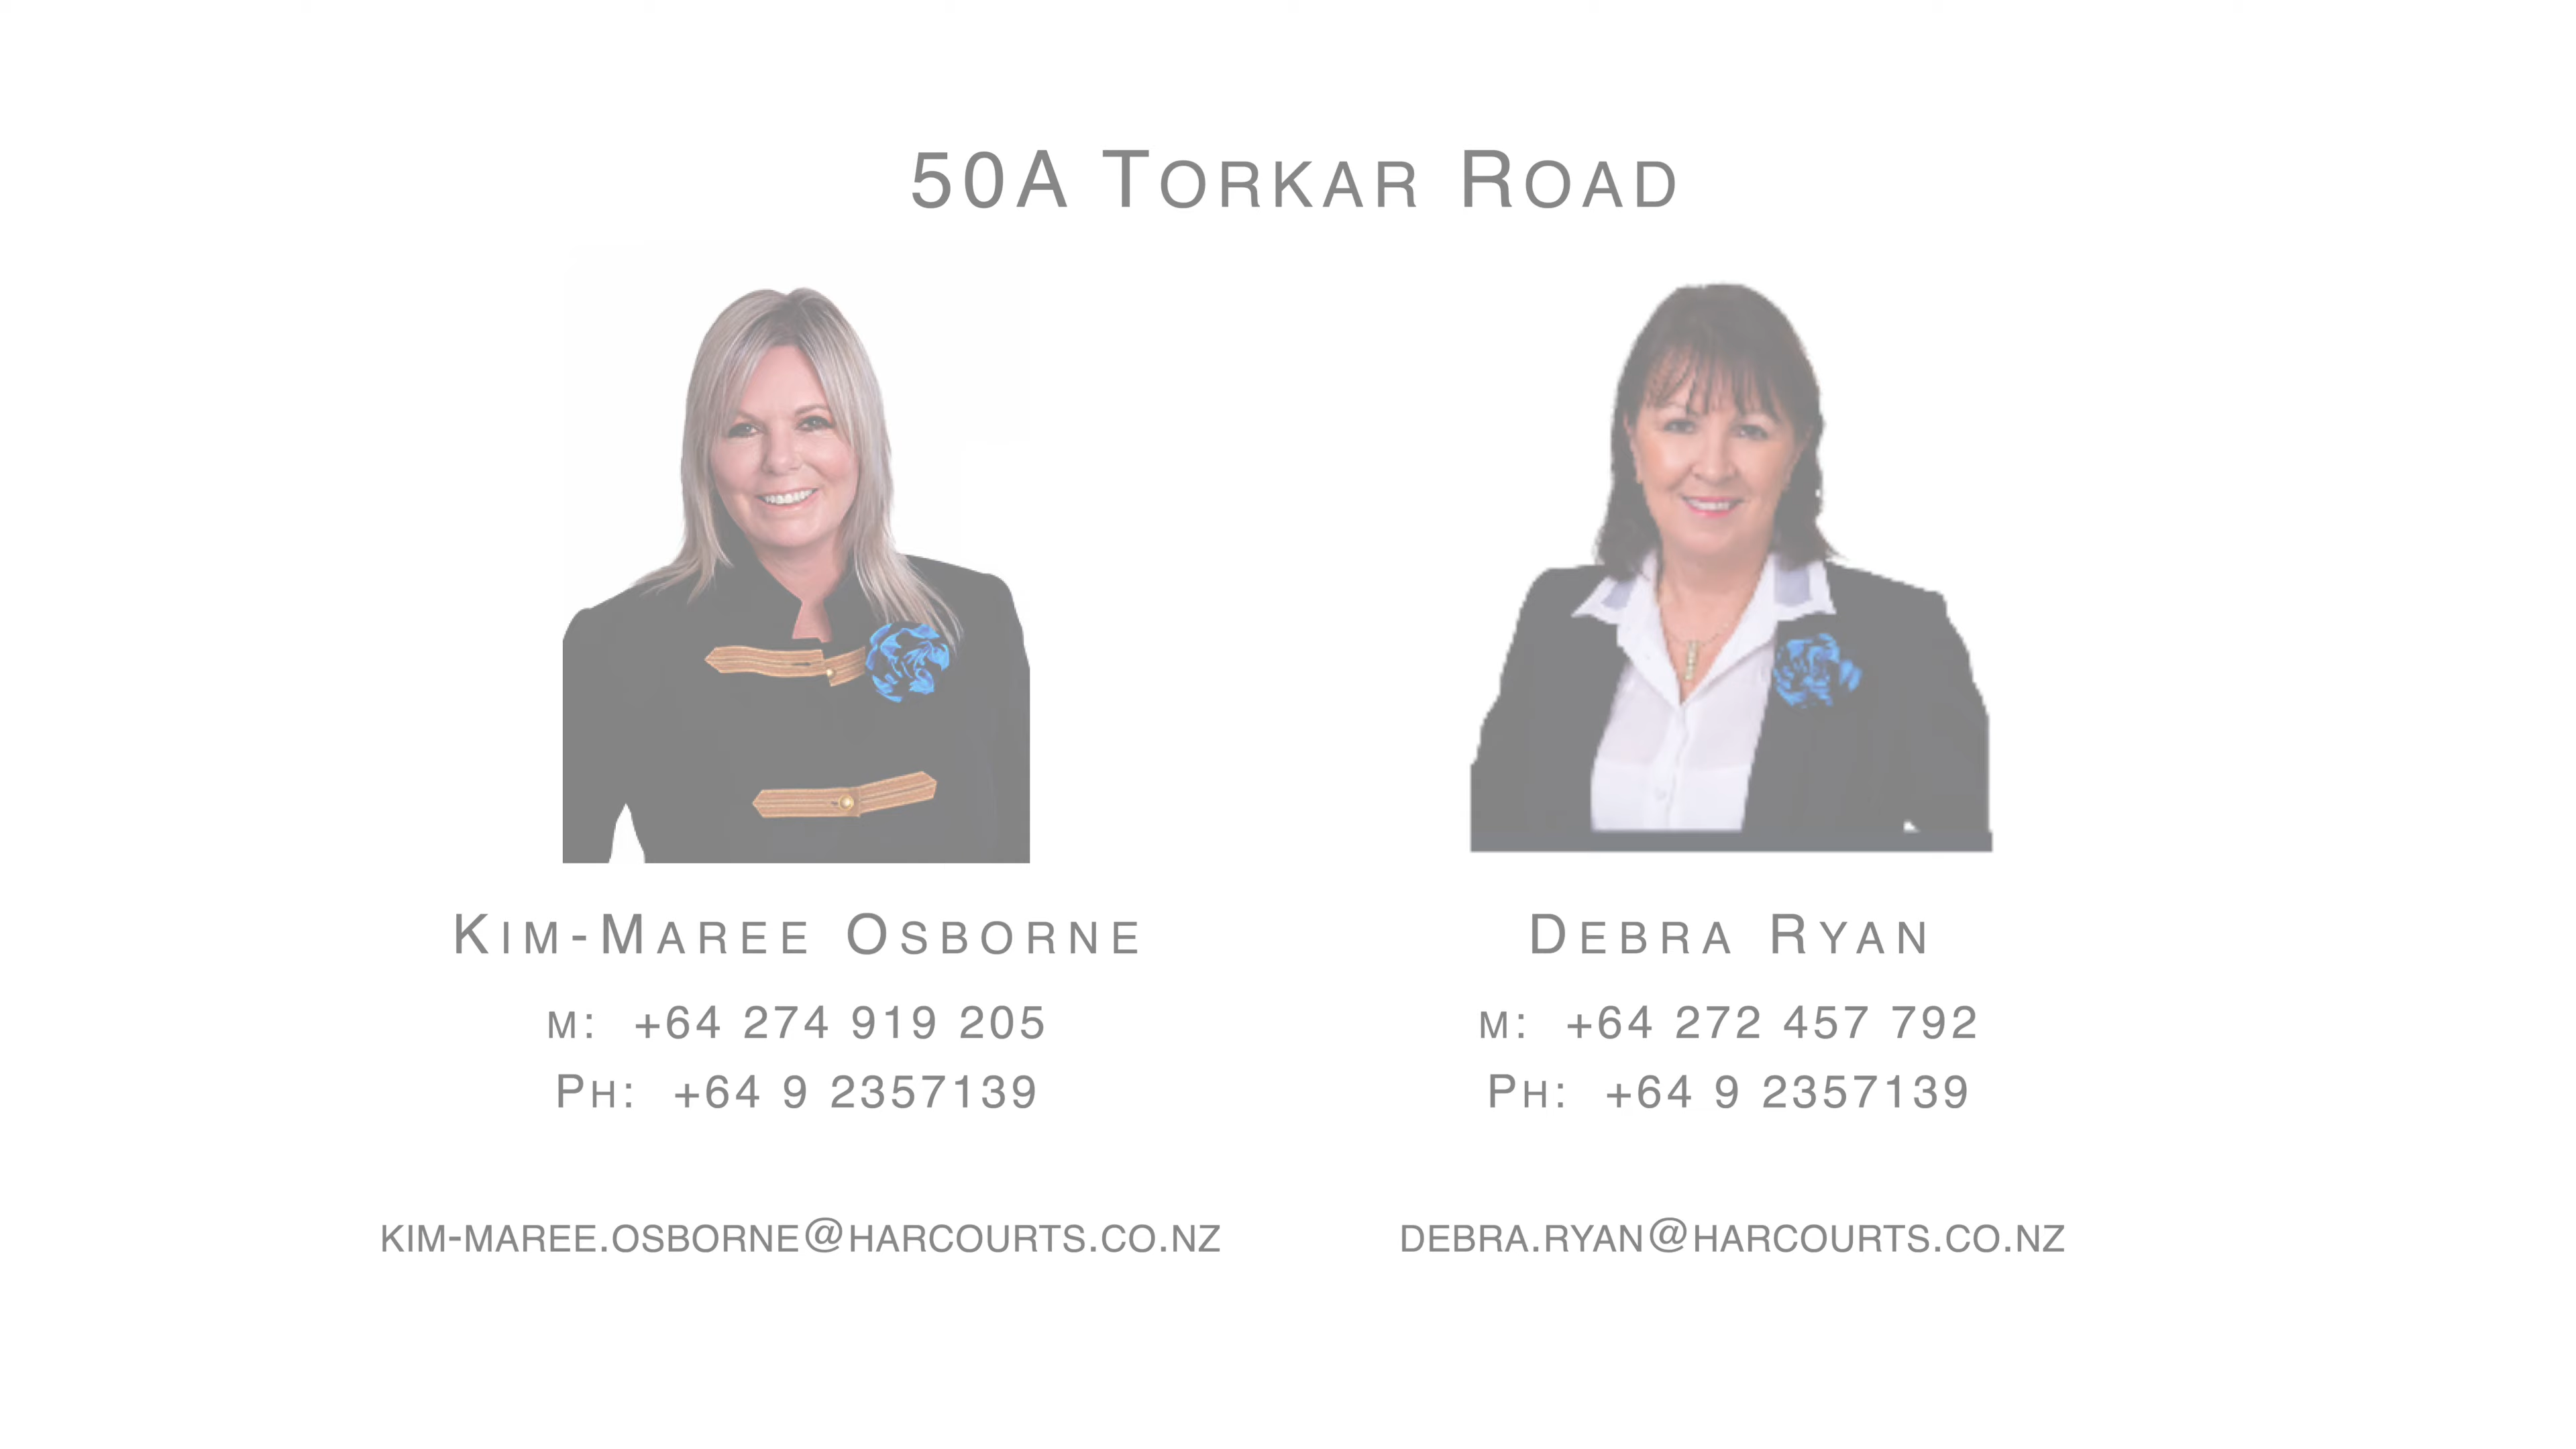 50A Torkar Road
Kim-Maree Osborne
m: +64 274 919 205
Ph: +64 9 2357139
kim-maree.osborne@harcourts.co.nz
Debra Ryan
m: +64 272 457 792
Ph: +64 9 2357139
debra.ryan@harcourts.co.nz